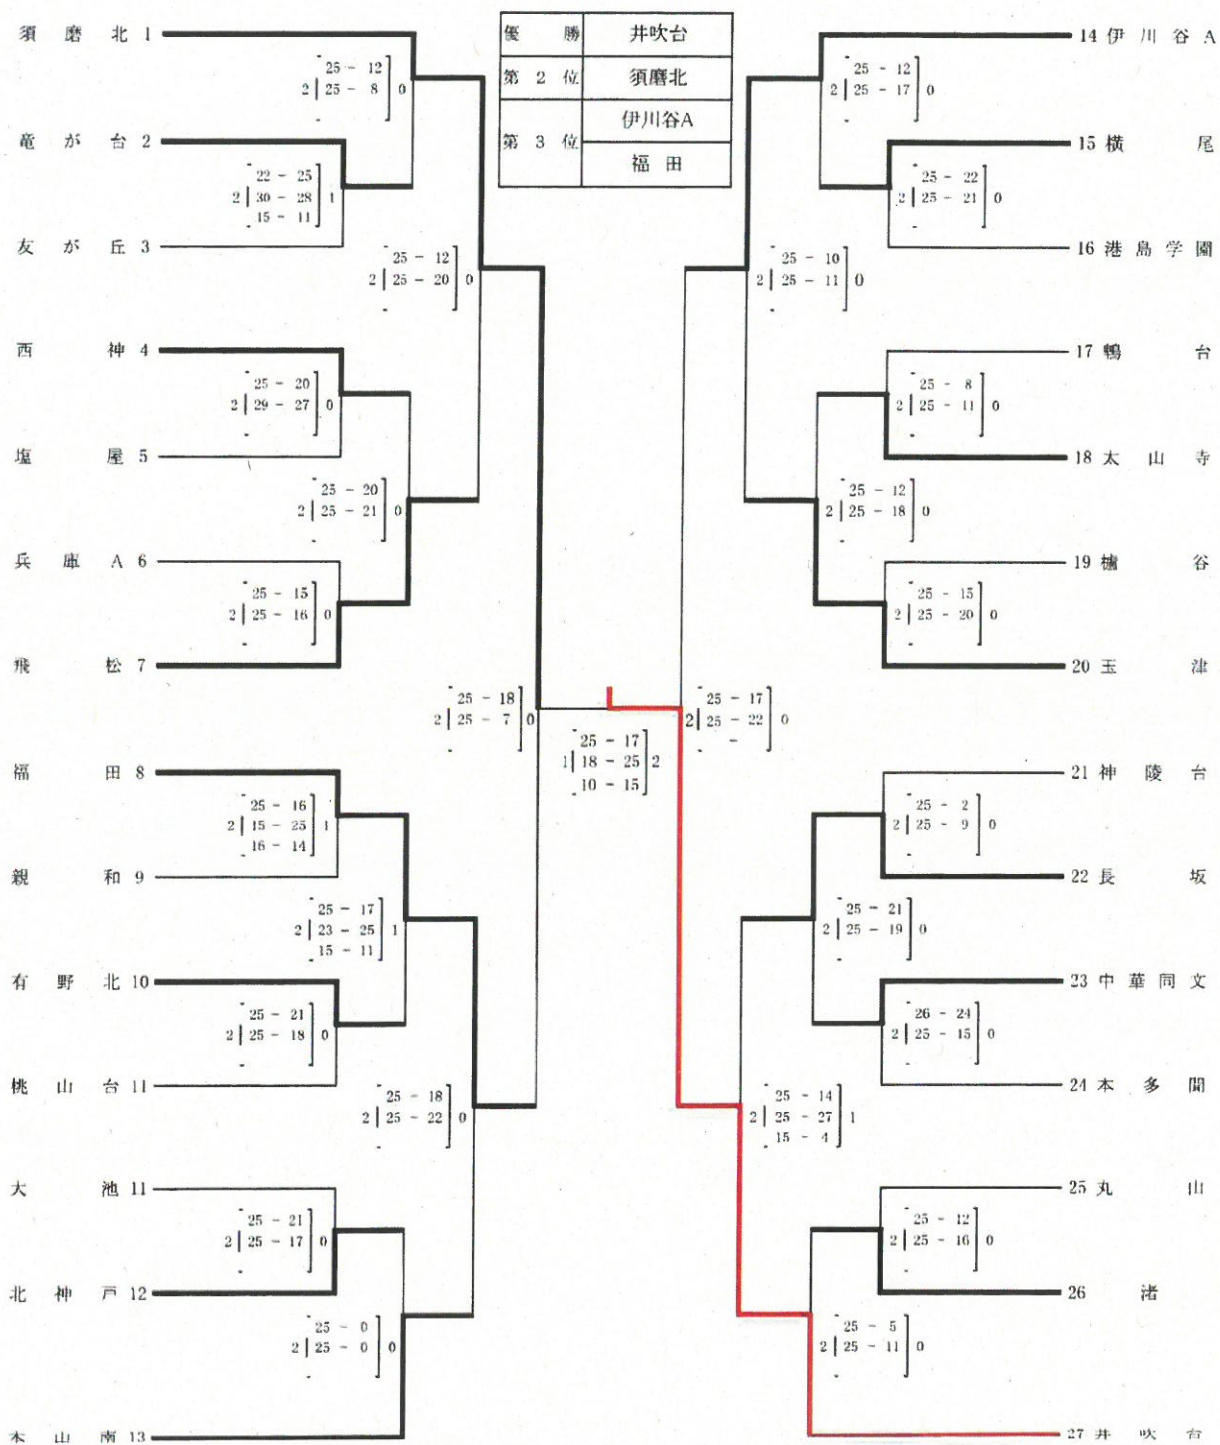 優勝 井吹台
第2位 須磨北
第3位 伊川谷A
福田
須磨北 1
25 - 12
2 25 - 8 0
-
竜が台 2
22 - 25
2 30 - 28 1
15 - 11
友が丘 3
25 - 12
2 25 - 20 0
-
西神 4
25 - 20
2 29 - 27 0
-
塩屋 5
25 - 20
2 25 - 21 0
-
兵庫A 6
25 - 15
2 25 - 16 0
-
飛松 7
25 - 18
2 25 - 7 0
-
福田 8
25 - 16
2 15 - 25 1
16 - 14
親和 9
25 - 17
2 23 - 25 1
15 - 11
有野北 10
25 - 21
2 25 - 18 0
-
桃山台 11
25 - 18
2 25 - 22 0
-
大池 11
25 - 21
2 25 - 17 0
-
北神戸 12
25 - 0
2 25 - 0 0
-
本山南 13
25 - 17
1 18 - 25 2
10 - 15
14 伊川谷A
25 - 12
2 25 - 17 0
-
15 横尾
25 - 22
2 25 - 21 0
-
16 港島学園
25 - 10
2 25 - 11 0
-
17 鴨台
25 - 8
2 25 - 11 0
-
18 太山寺
25 - 12
2 25 - 18 0
-
19 櫨谷
25 - 15
2 25 - 20 0
-
20 玉津
25 - 17
2 25 - 22 0
-
21 神陵台
25 - 2
2 25 - 9 0
-
22 長坂
25 - 21
2 25 - 19 0
-
23 中華同文
26 - 24
2 25 - 15 0
-
24 本多聞
25 - 14
2 25 - 27 1
15 - 4
25 丸山
25 - 12
2 25 - 16 0
-
26 渚
25 - 5
2 25 - 11 0
-
27 井吹台